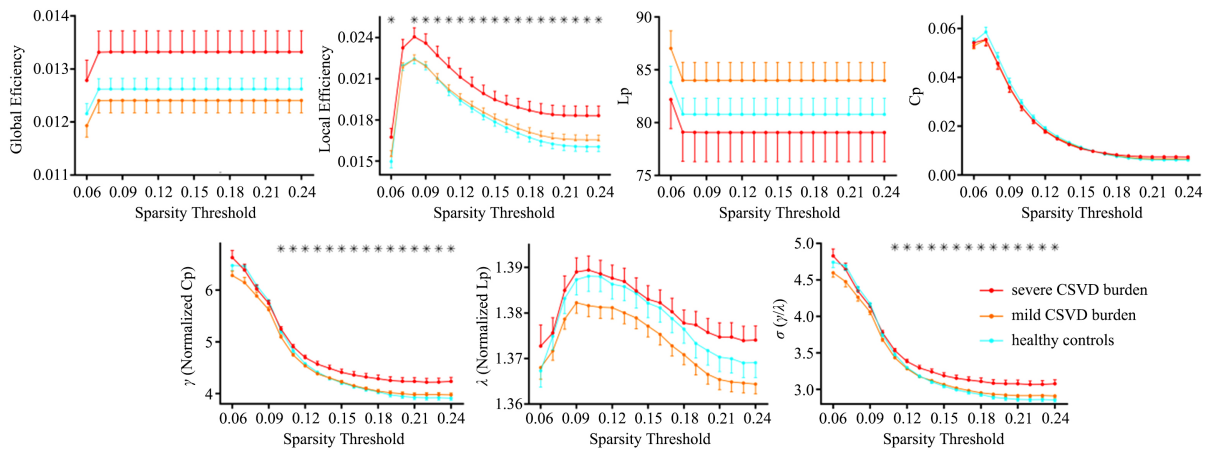 Global Eficiency
0.014
0.013
0.012
0.011
0.06 0.09 0.12 0.15 0.18 0.21 0.24
Sparsity Threshold
Local Efficiency
* * * * * * * * * * * * * * * * * *
0.024
0.021
0.018
0.015
0.06 0.09 0.12 0.15 0.18 0.21 0.24
Sparsity Threshold
Lp
90
85
80
75
0.06 0.09 0.12 0.15 0.18 0.21 0.24
Sparsity Threshold
Cp
0.06
0.04
0.02
0.00
0.06 0.09 0.12 0.15 0.18 0.21 0.24
Sparsity Threshold
γ (Normalized Cp)
* * * * * * * * * * * * * * *
6
5
4
0.06 0.09 0.12 0.15 0.18 0.21 0.24
Sparsity Threshold
λ (Normalized Lp)
1.39
1.38
1.37
1.36
0.06 0.09 0.12 0.15 0.18 0.21 0.24
Sparsity Threshold
σ (γ/λ)
* * * * * * * * * * * * * *
5.0
4.5
4.0
3.5
3.0
0.06 0.09 0.12 0.15 0.18 0.21 0.24
Sparsity Threshold
severe CSVD burden
mild CSVD burden
healthy controls